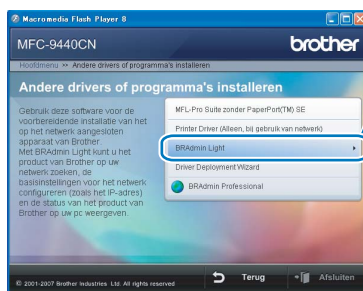 Macromedia Flash Player 8
MFC-9440CN
brother
Hoofdmenu ›› Andere drivers of programma's installeren
Andere drivers of programma's installeren
Gebruik deze software voor de
voorbereidende installatie van het
op het netwerk aangesloten
apparaat van Brother.
Met BRAdmin Light kunt u het
product van Brother op uw
netwerk zoeken, de
basisinstellingen voor het netwerk
configureren (zoals het IP-adres)
en de status van het product van
Brother op uw pc weergeven.
MFL-Pro Suite zonder PaperPort(TM) SE
Printer Driver (Alleen, bij gebruik van netwerk)
BRAdmin Light
Driver Deployment Wizard
BRAdmin Professional
© 2001-2007 Brother Industries Ltd. All rights reserved
Terug
Afsluiten